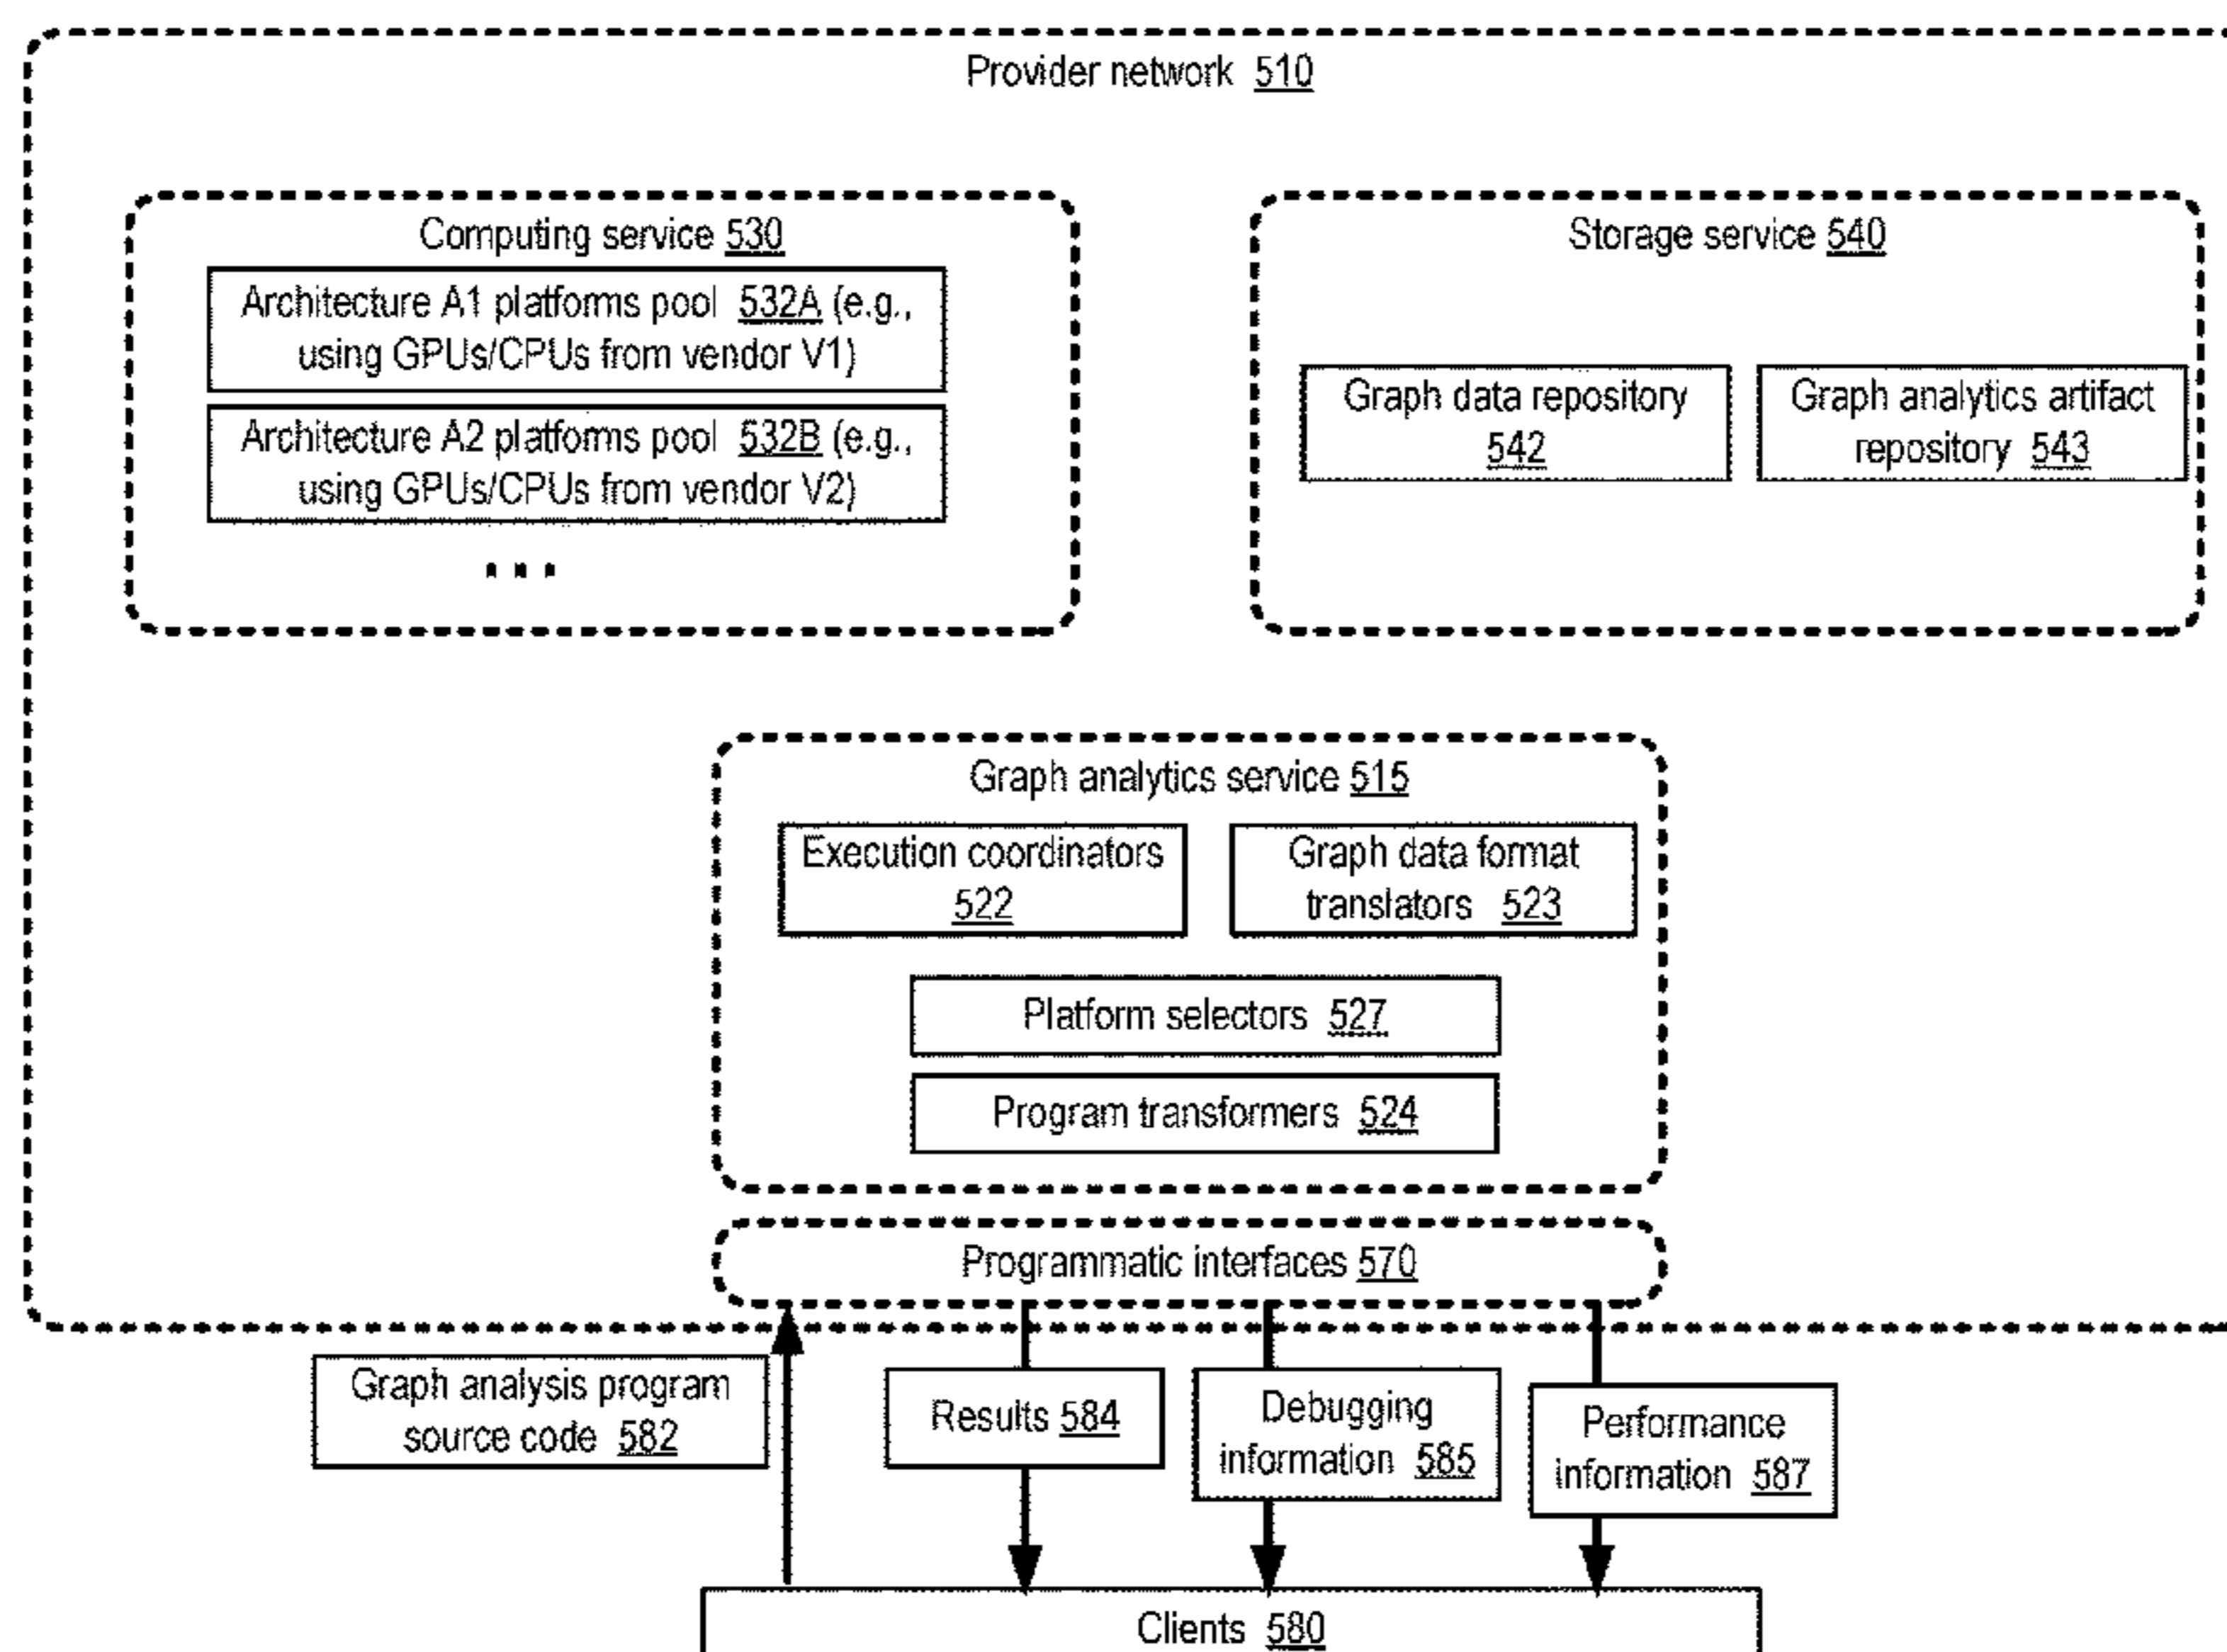 Provider network 510
Computing service 530
Architecture A1 platforms pool 532A (e.g.,
using GPUs/CPUs from vendor V1)
Architecture A2 platforms pool 532B (e.g.,
using GPUs/CPUs from vendor V2)
...
Storage service 540
Graph data repository
542
Graph analytics artifact
repository 543
Graph analytics service 515
Execution coordinators
522
Graph data format
translators 523
Platform selectors 527
Program transformers 524
Programmatic interfaces 570
Graph analysis program
source code 582
Results 584
Debugging
information 585
Performance
information 587
Clients 580